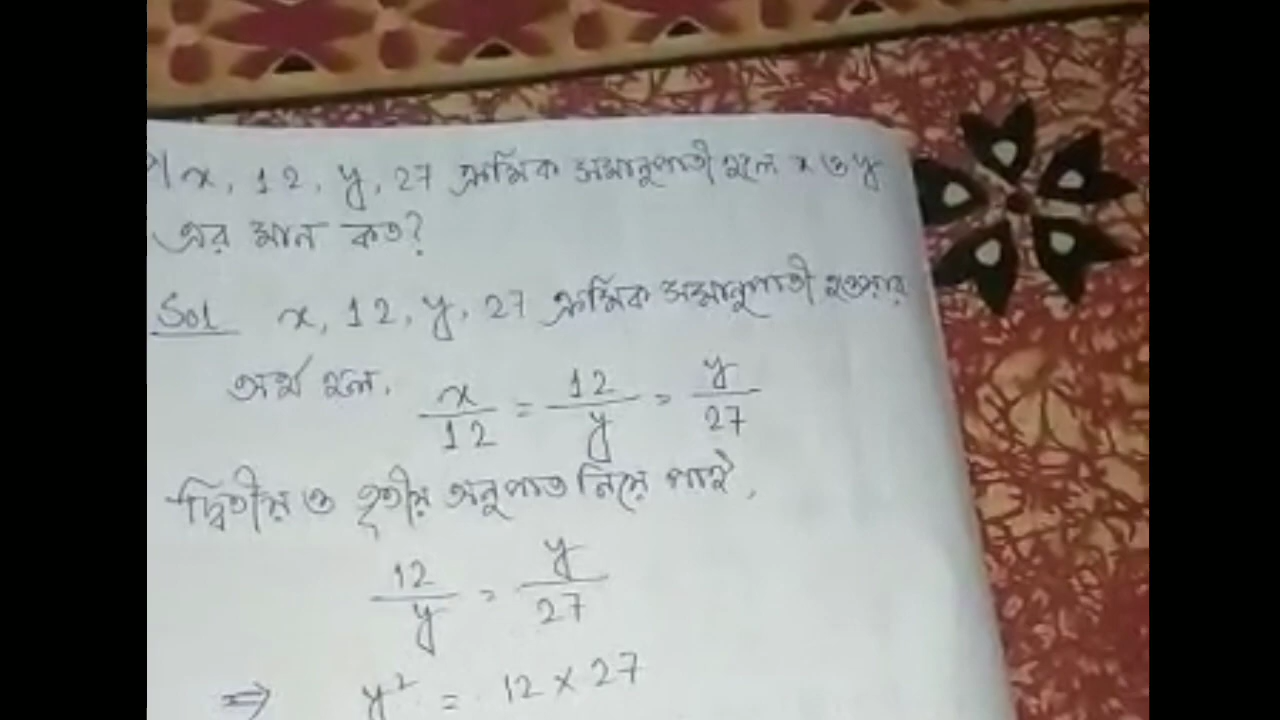 x, 12, y, 27 ক্রমিক সমানুপাতী হলে x ও y
এর মান কত?
Sol x, 12, y, 27 ক্রমিক সমানুপাতী হওয়ার
অর্থ হল, x/12 = 12/y = y/27
দ্বিতীয় ও তৃতীয় অনুপাত নিয়ে পাই,
12/y = y/27
⇒ y² = 12 × 27